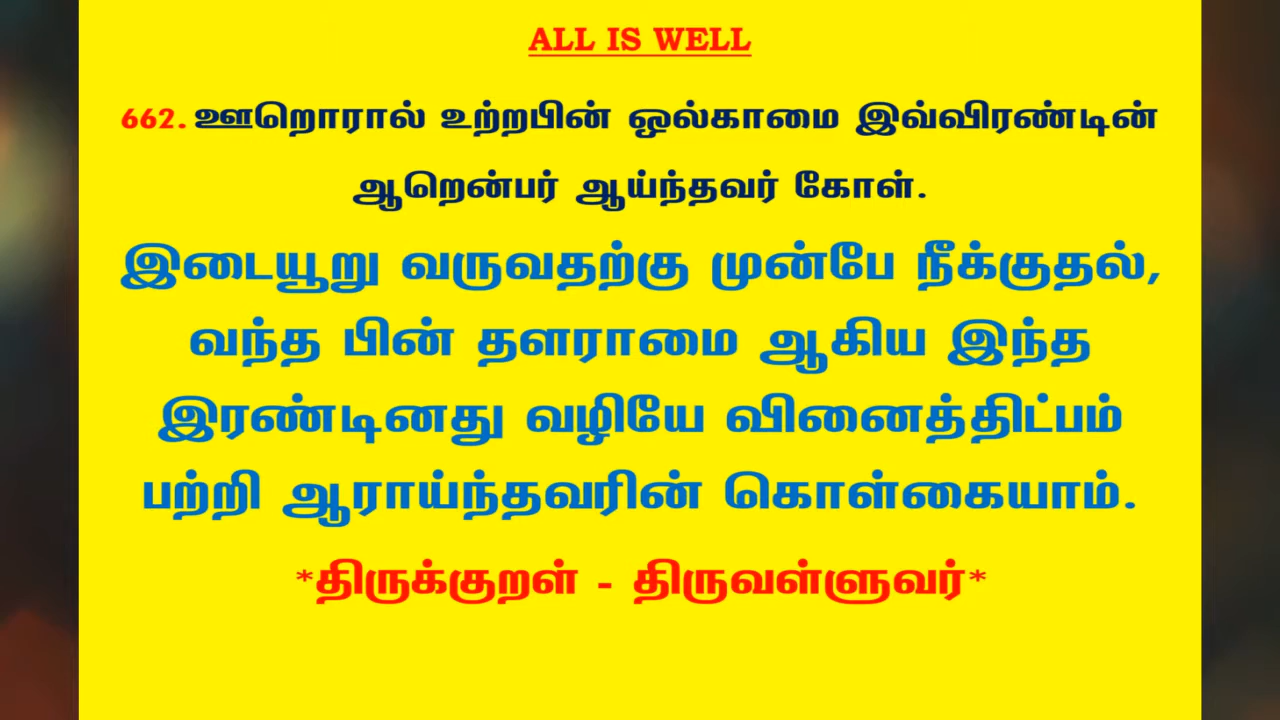 ALL IS WELL
662. ஊறொரால் உற்றபின் ஒல்காமை இவ்விரண்டின்
ஆறென்பர் ஆய்ந்தவர் கோள்.
இடையூறு வருவதற்கு முன்பே நீக்குதல்,
வந்த பின் தளராமை ஆகிய இந்த
இரண்டினது வழியே வினைத்திட்பம்
பற்றி ஆராய்ந்தவரின் கொள்கையாம்.
*திருக்குறள் - திருவள்ளுவர்*